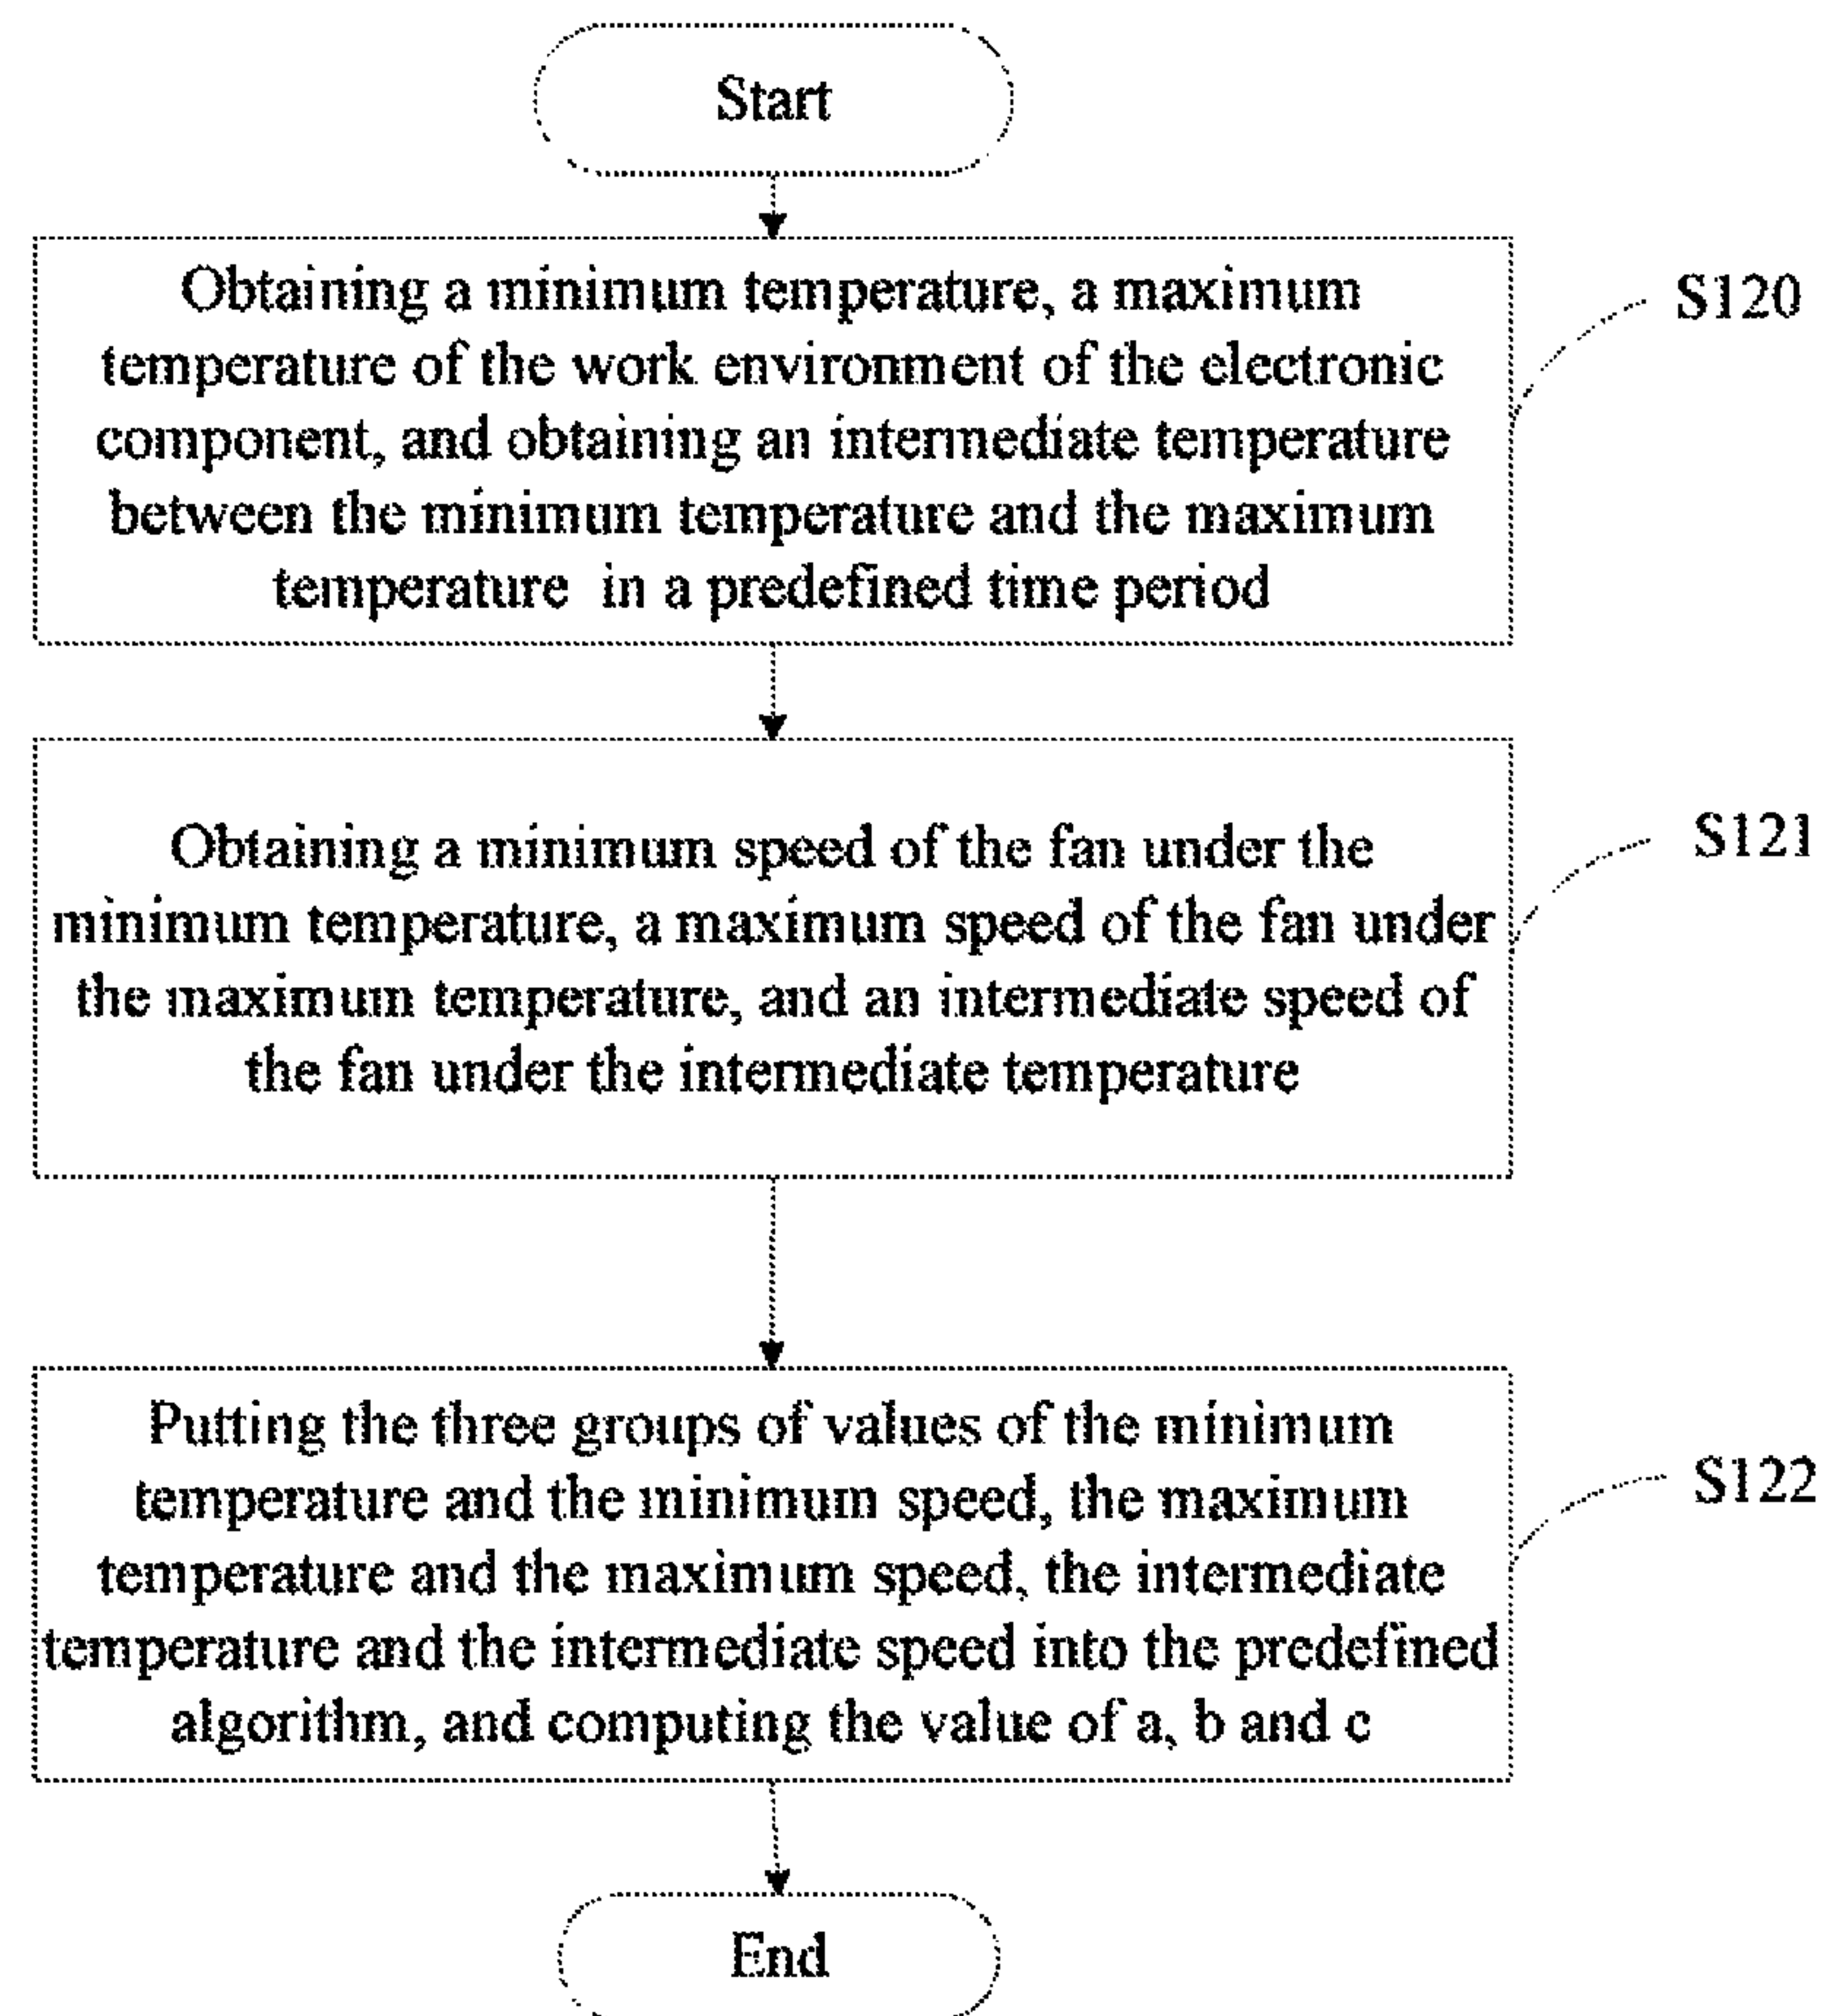 Start
Obtaining a minimum temperature, a maximum
temperature of the work environment of the electronic
component, and obtaining an intermediate temperature
between the minimum temperature and the maximum
temperature in a predefined time period
S120
Obtaining a minimum speed of the fan under the
minimum temperature, a maximum speed of the fan under
the maximum temperature, and an intermediate speed of
the fan under the intermediate temperature
S121
Putting the three groups of values of the minimum
temperature and the minimum speed, the maximum
temperature and the maximum speed, the intermediate
temperature and the intermediate speed into the predefined
algorithm, and computing the value of a, b and c
S122
End